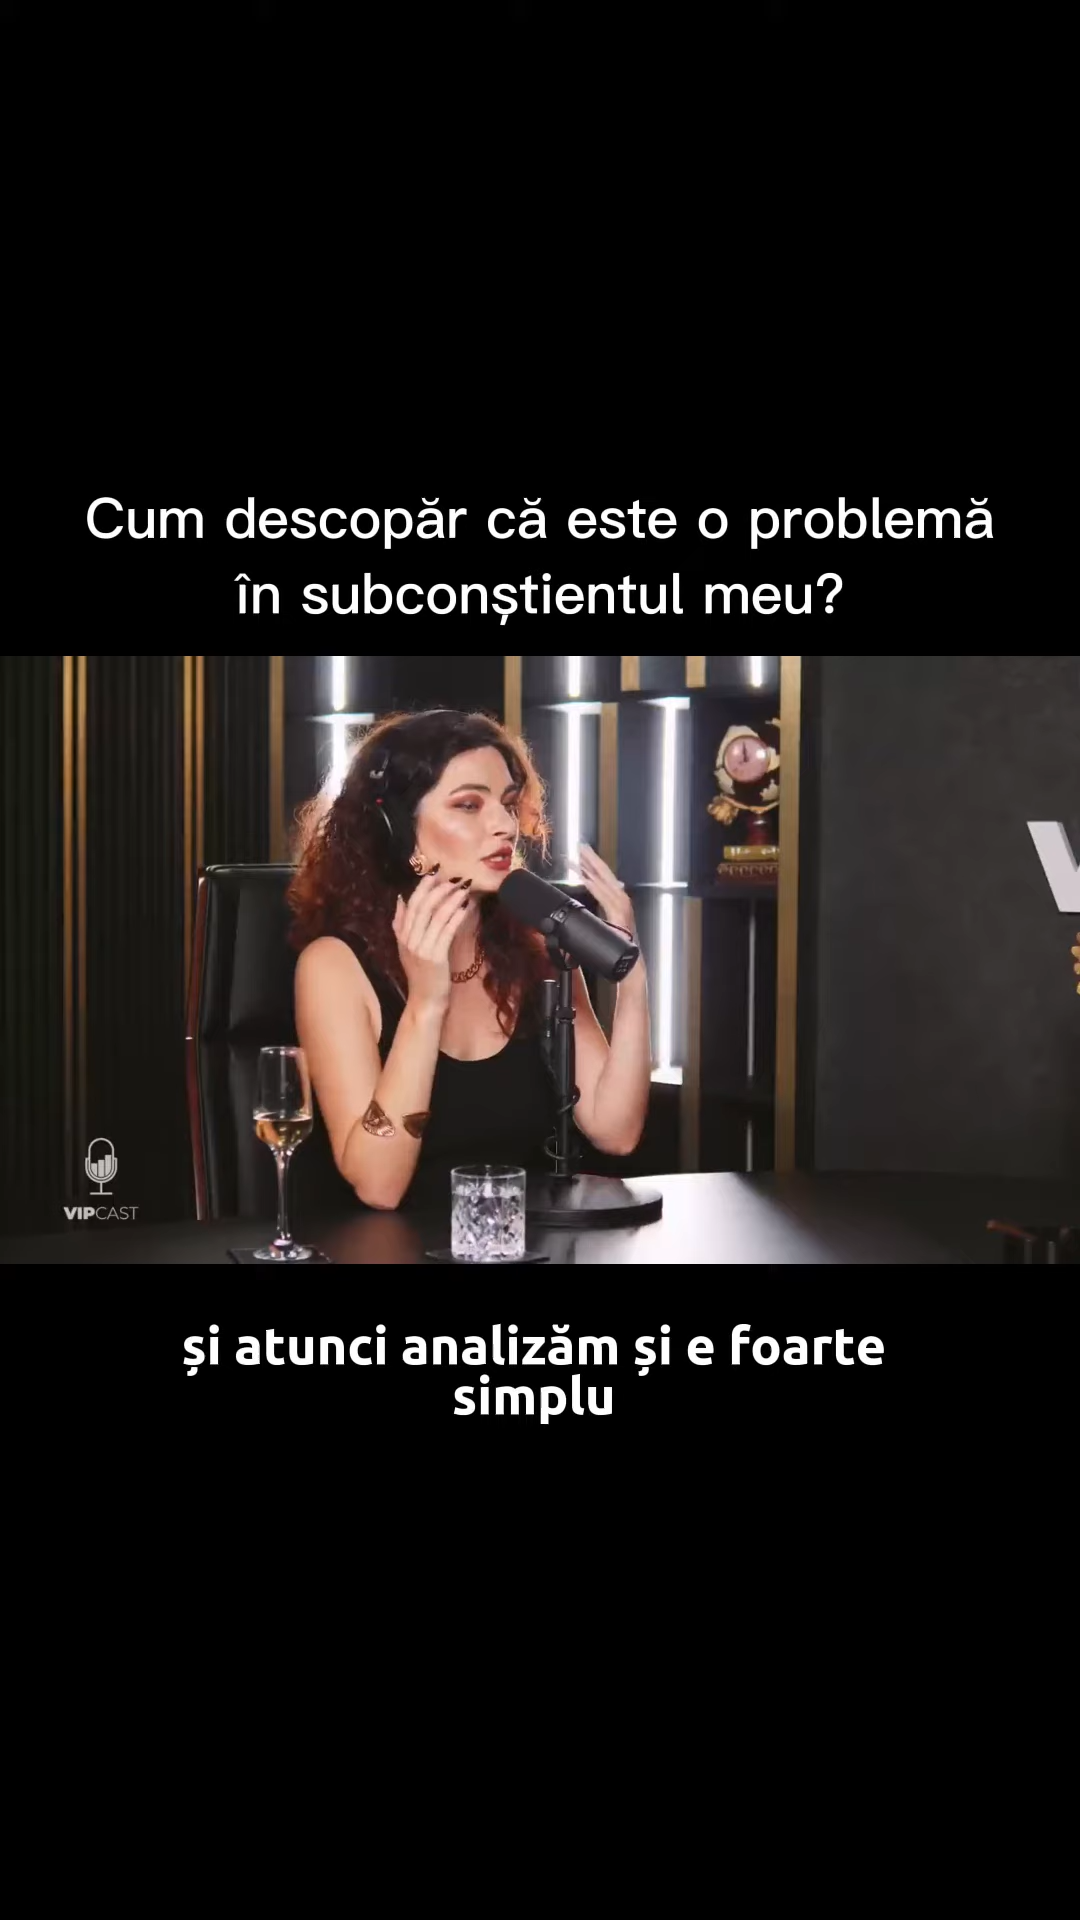 Cum descopăr că este o problemă
în subconștientul meu?
VIPCAST
și atunci analizăm și e foarte
simplu